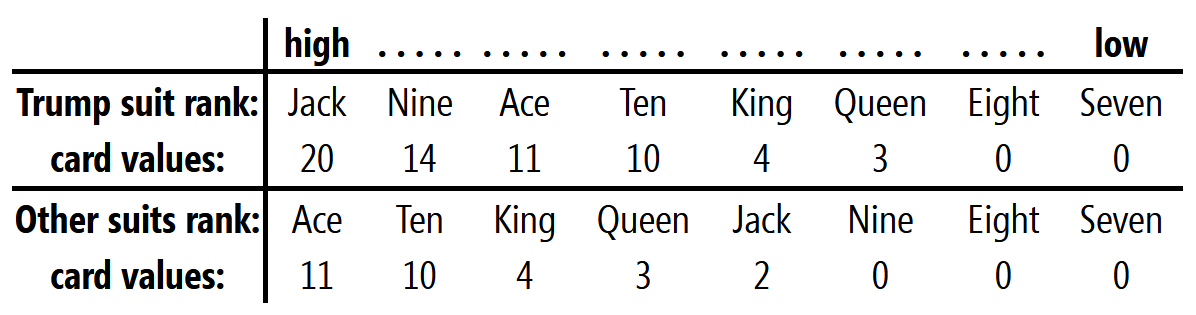 high ..... ..... ..... ..... ..... ..... low
Trump suit rank: Jack Nine Ace Ten King Queen Eight Seven
card values: 20 14 11 10 4 3 0 0
Other suits rank: Ace Ten King Queen Jack Nine Eight Seven
card values: 11 10 4 3 2 0 0 0